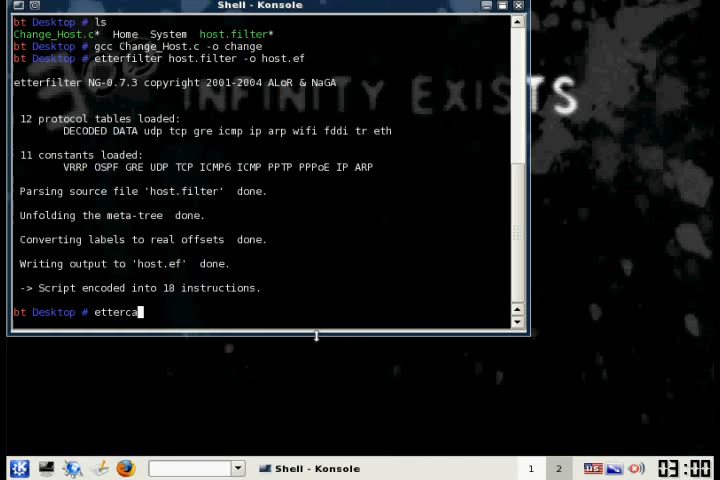 Shell - Konsole
bt Desktop # ls
Change_Host.c*  Home  System  host.filter*
bt Desktop # gcc Change_Host.c -o change
bt Desktop # etterfilter host.filter -o host.ef
etterfilter NG-0.7.3 copyright 2001-2004 ALoR & NaGA
INFINITY EXISTS
12 protocol tables loaded:
DECODED DATA udp tcp gre icmp ip arp wifi fddi tr eth
11 constants loaded:
VRRP OSPF GRE UDP TCP ICMP6 ICMP PPTP PPPoE IP ARP
Parsing source file 'host.filter'  done.
Unfolding the meta-tree  done.
Converting labels to real offsets  done.
Writing output to 'host.ef'  done.
-> Script encoded into 18 instructions.
bt Desktop # etterca
Shell - Konsole
1
2
US
03:00